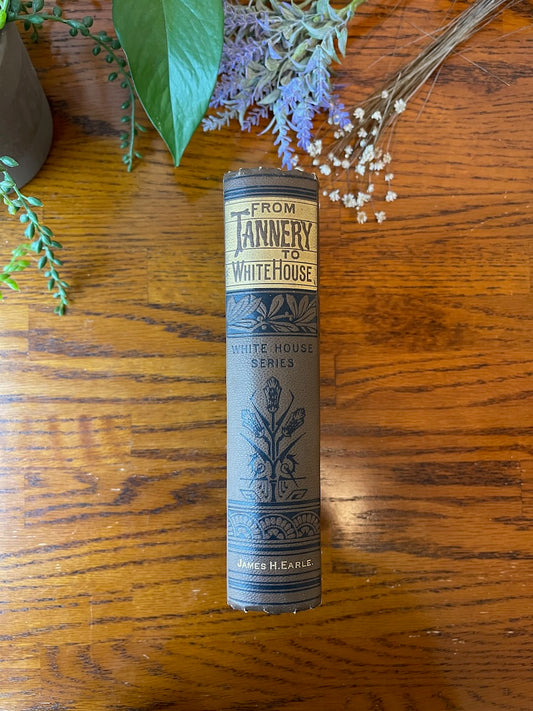 FROM
TANNERY
TO
WHITE HOUSE
WHITE HOUSE
SERIES
JAMES H. EARLE.